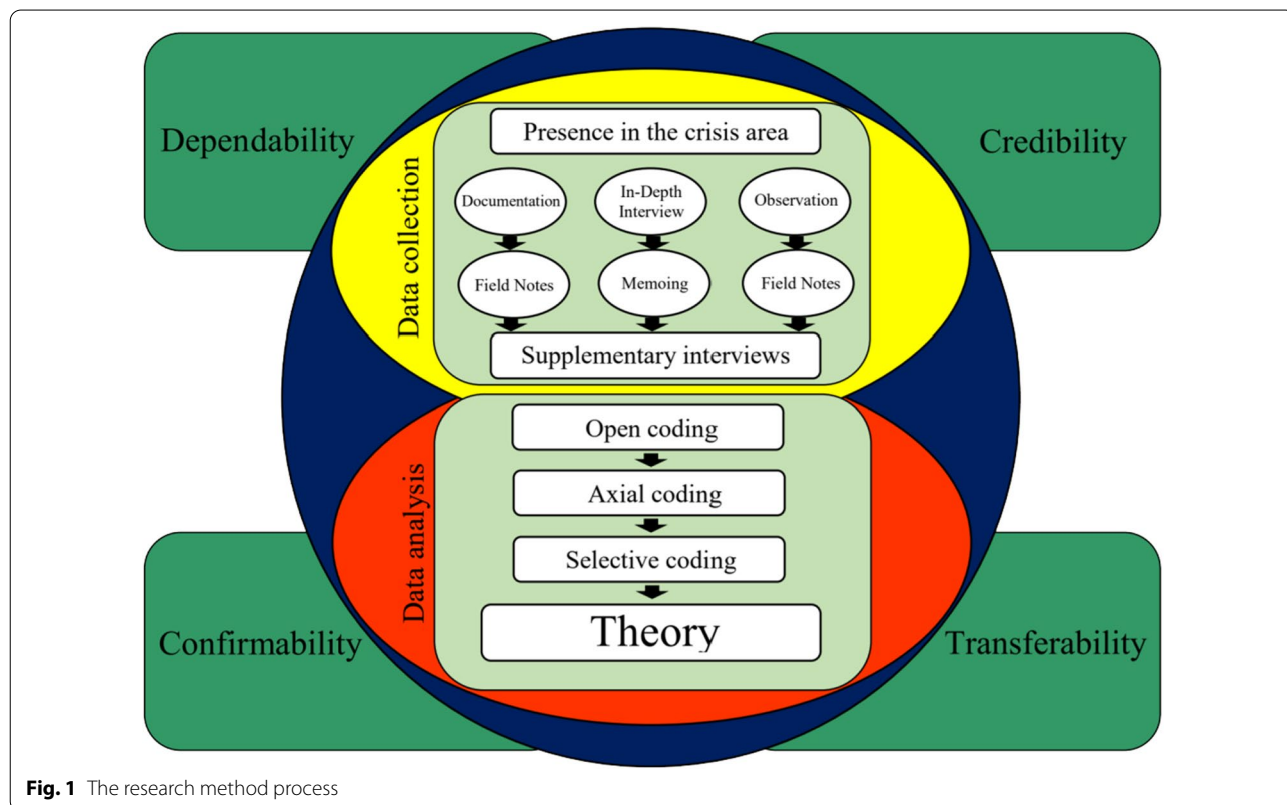 Dependability
Credibility
Data collection
Presence in the crisis area
Documentation
In-Depth
Interview
Observation
Field Notes
Memoing
Field Notes
Supplementary interviews
Data analysis
Open coding
Axial coding
Selective coding
Theory
Confirmability
Transferability
Fig. 1 The research method process